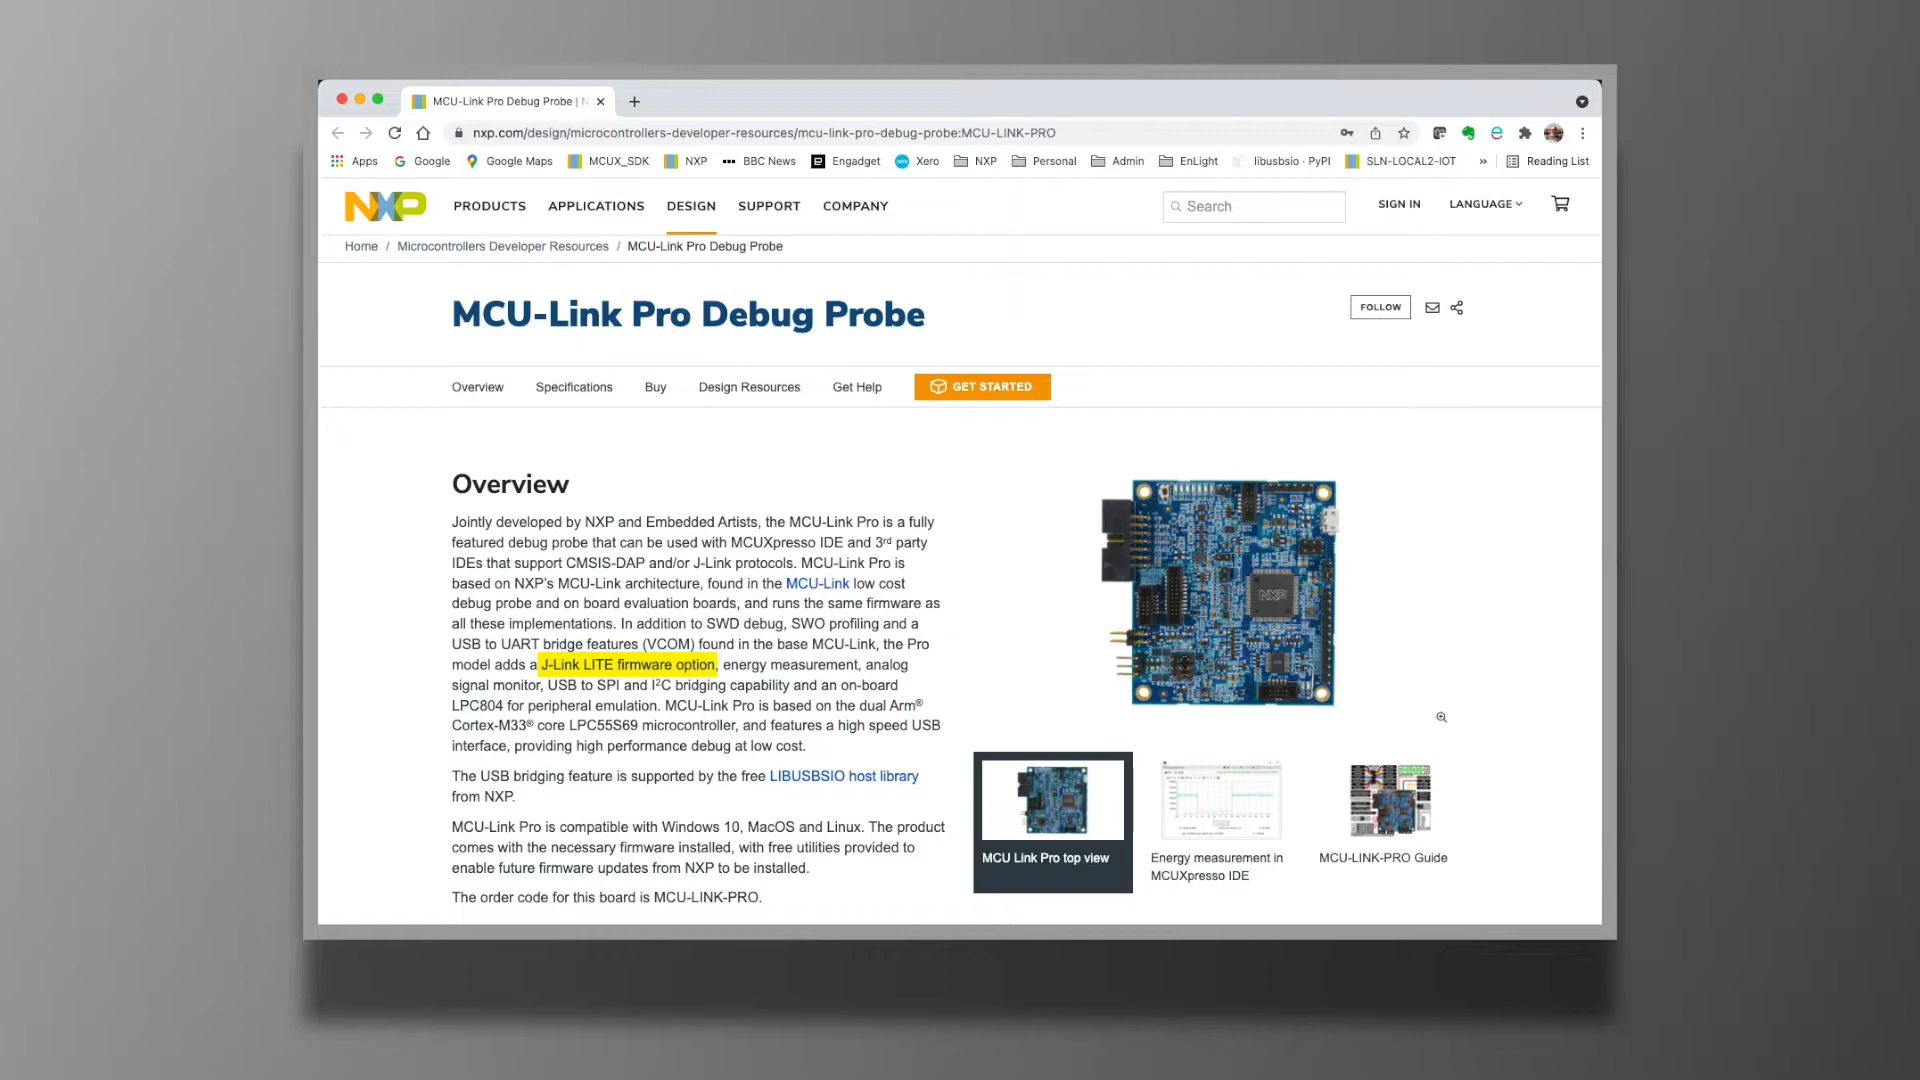 MCU-Link Pro Debug Probe | N
nxp.com/design/microcontrollers-developer-resources/mcu-link-pro-debug-probe:MCU-LINK-PRO
Apps Google Google Maps MCUX_SDK NXP BBC News Engadget Xero NXP Personal Admin EnLight libusbsio · PyPI SLN-LOCAL2-IOT » Reading List
NXP PRODUCTS APPLICATIONS DESIGN SUPPORT COMPANY Search SIGN IN LANGUAGE
Home / Microcontrollers Developer Resources / MCU-Link Pro Debug Probe
MCU-Link Pro Debug Probe
FOLLOW
Overview Specifications Buy Design Resources Get Help GET STARTED
Overview
Jointly developed by NXP and Embedded Artists, the MCU-Link Pro is a fully
featured debug probe that can be used with MCUXpresso IDE and 3rd party
IDEs that support CMSIS-DAP and/or J-Link protocols. MCU-Link Pro is
based on NXP's MCU-Link architecture, found in the MCU-Link low cost
debug probe and on board evaluation boards, and runs the same firmware as
all these implementations. In addition to SWD debug, SWO profiling and a
USB to UART bridge features (VCOM) found in the base MCU-Link, the Pro
model adds a J-Link LITE firmware option, energy measurement, analog
signal monitor, USB to SPI and I²C bridging capability and an on-board
LPC804 for peripheral emulation. MCU-Link Pro is based on the dual Arm®
Cortex-M33® core LPC55S69 microcontroller, and features a high speed USB
interface, providing high performance debug at low cost.
The USB bridging feature is supported by the free LIBUSBSIO host library
from NXP.
MCU-Link Pro is compatible with Windows 10, MacOS and Linux. The product
comes with the necessary firmware installed, with free utilities provided to
enable future firmware updates from NXP to be installed.
The order code for this board is MCU-LINK-PRO.
NXP
MCU Link Pro top view
Energy measurement in
MCUXpresso IDE
MCU-LINK-PRO Guide